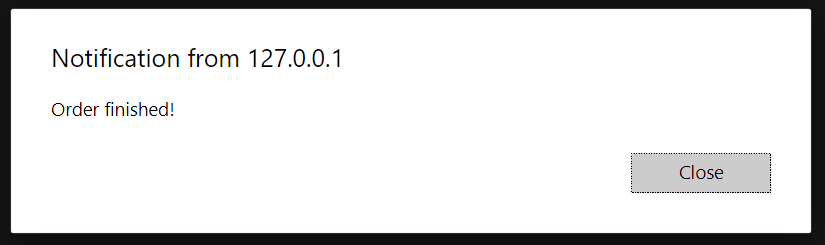 Notification from 127.0.0.1
Order finished!
Close